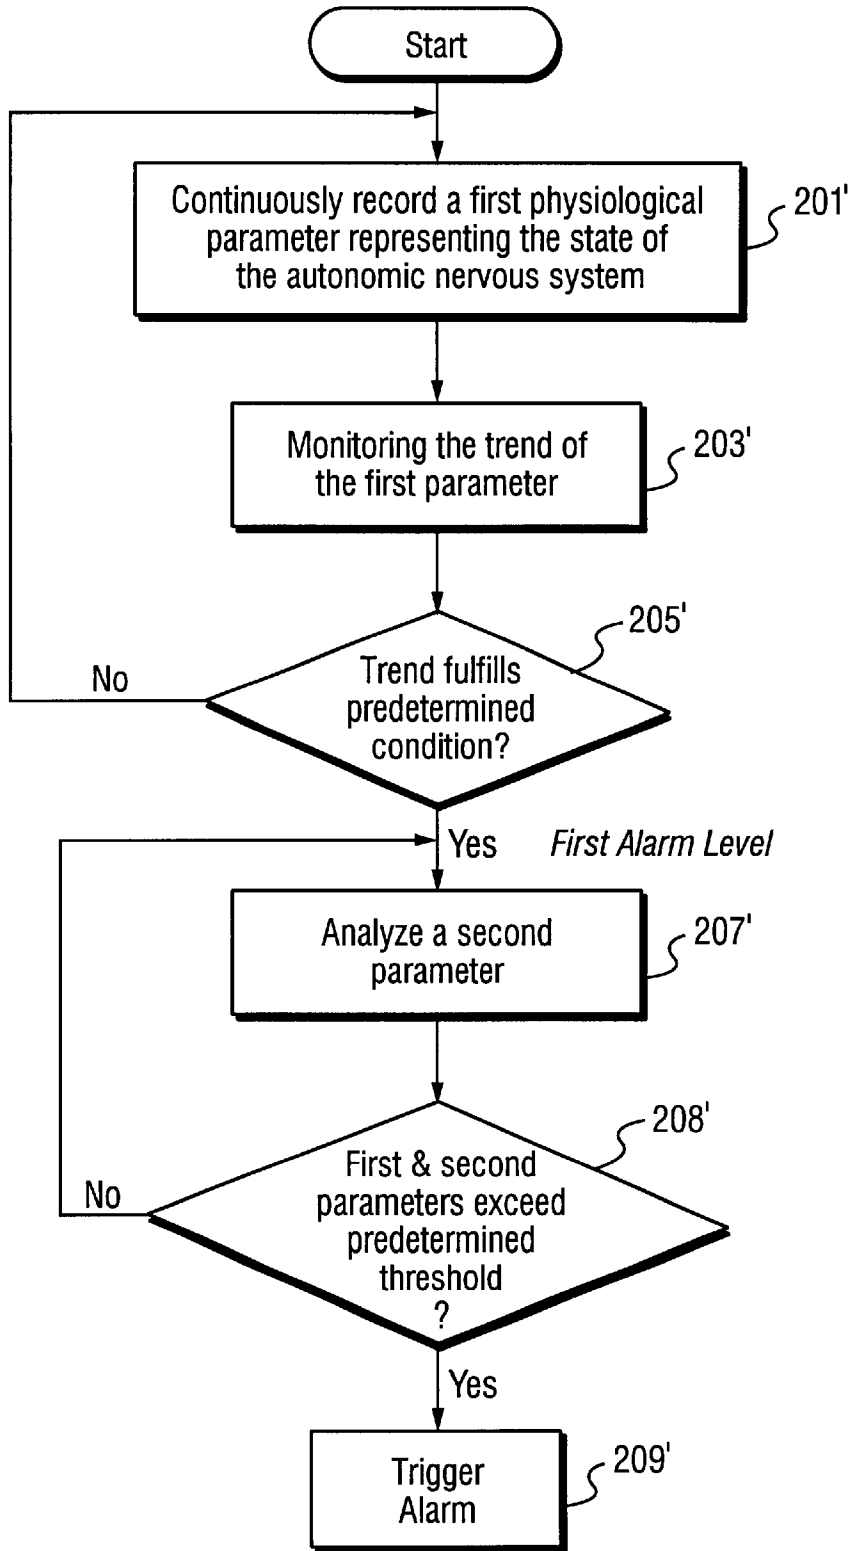 Start
Continuously record a first physiological
parameter representing the state of
the autonomic nervous system
201'
Monitoring the trend of
the first parameter
203'
205'
Trend fulfills
predetermined
condition?
No
Yes
First Alarm Level
Analyze a second
parameter
207'
208'
First & second
parameters exceed
predetermined
threshold
?
No
Yes
Trigger
Alarm
209'